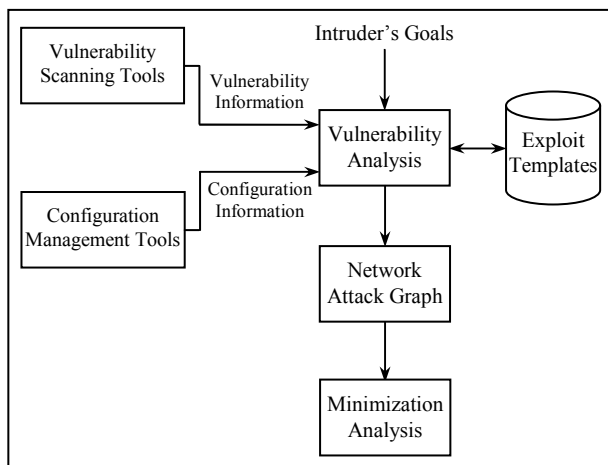 Intruder's Goals
Vulnerability
Scanning Tools
Vulnerability
Information
Vulnerability
Analysis
Exploit
Templates
Configuration
Information
Configuration
Management Tools
Network
Attack Graph
Minimization
Analysis